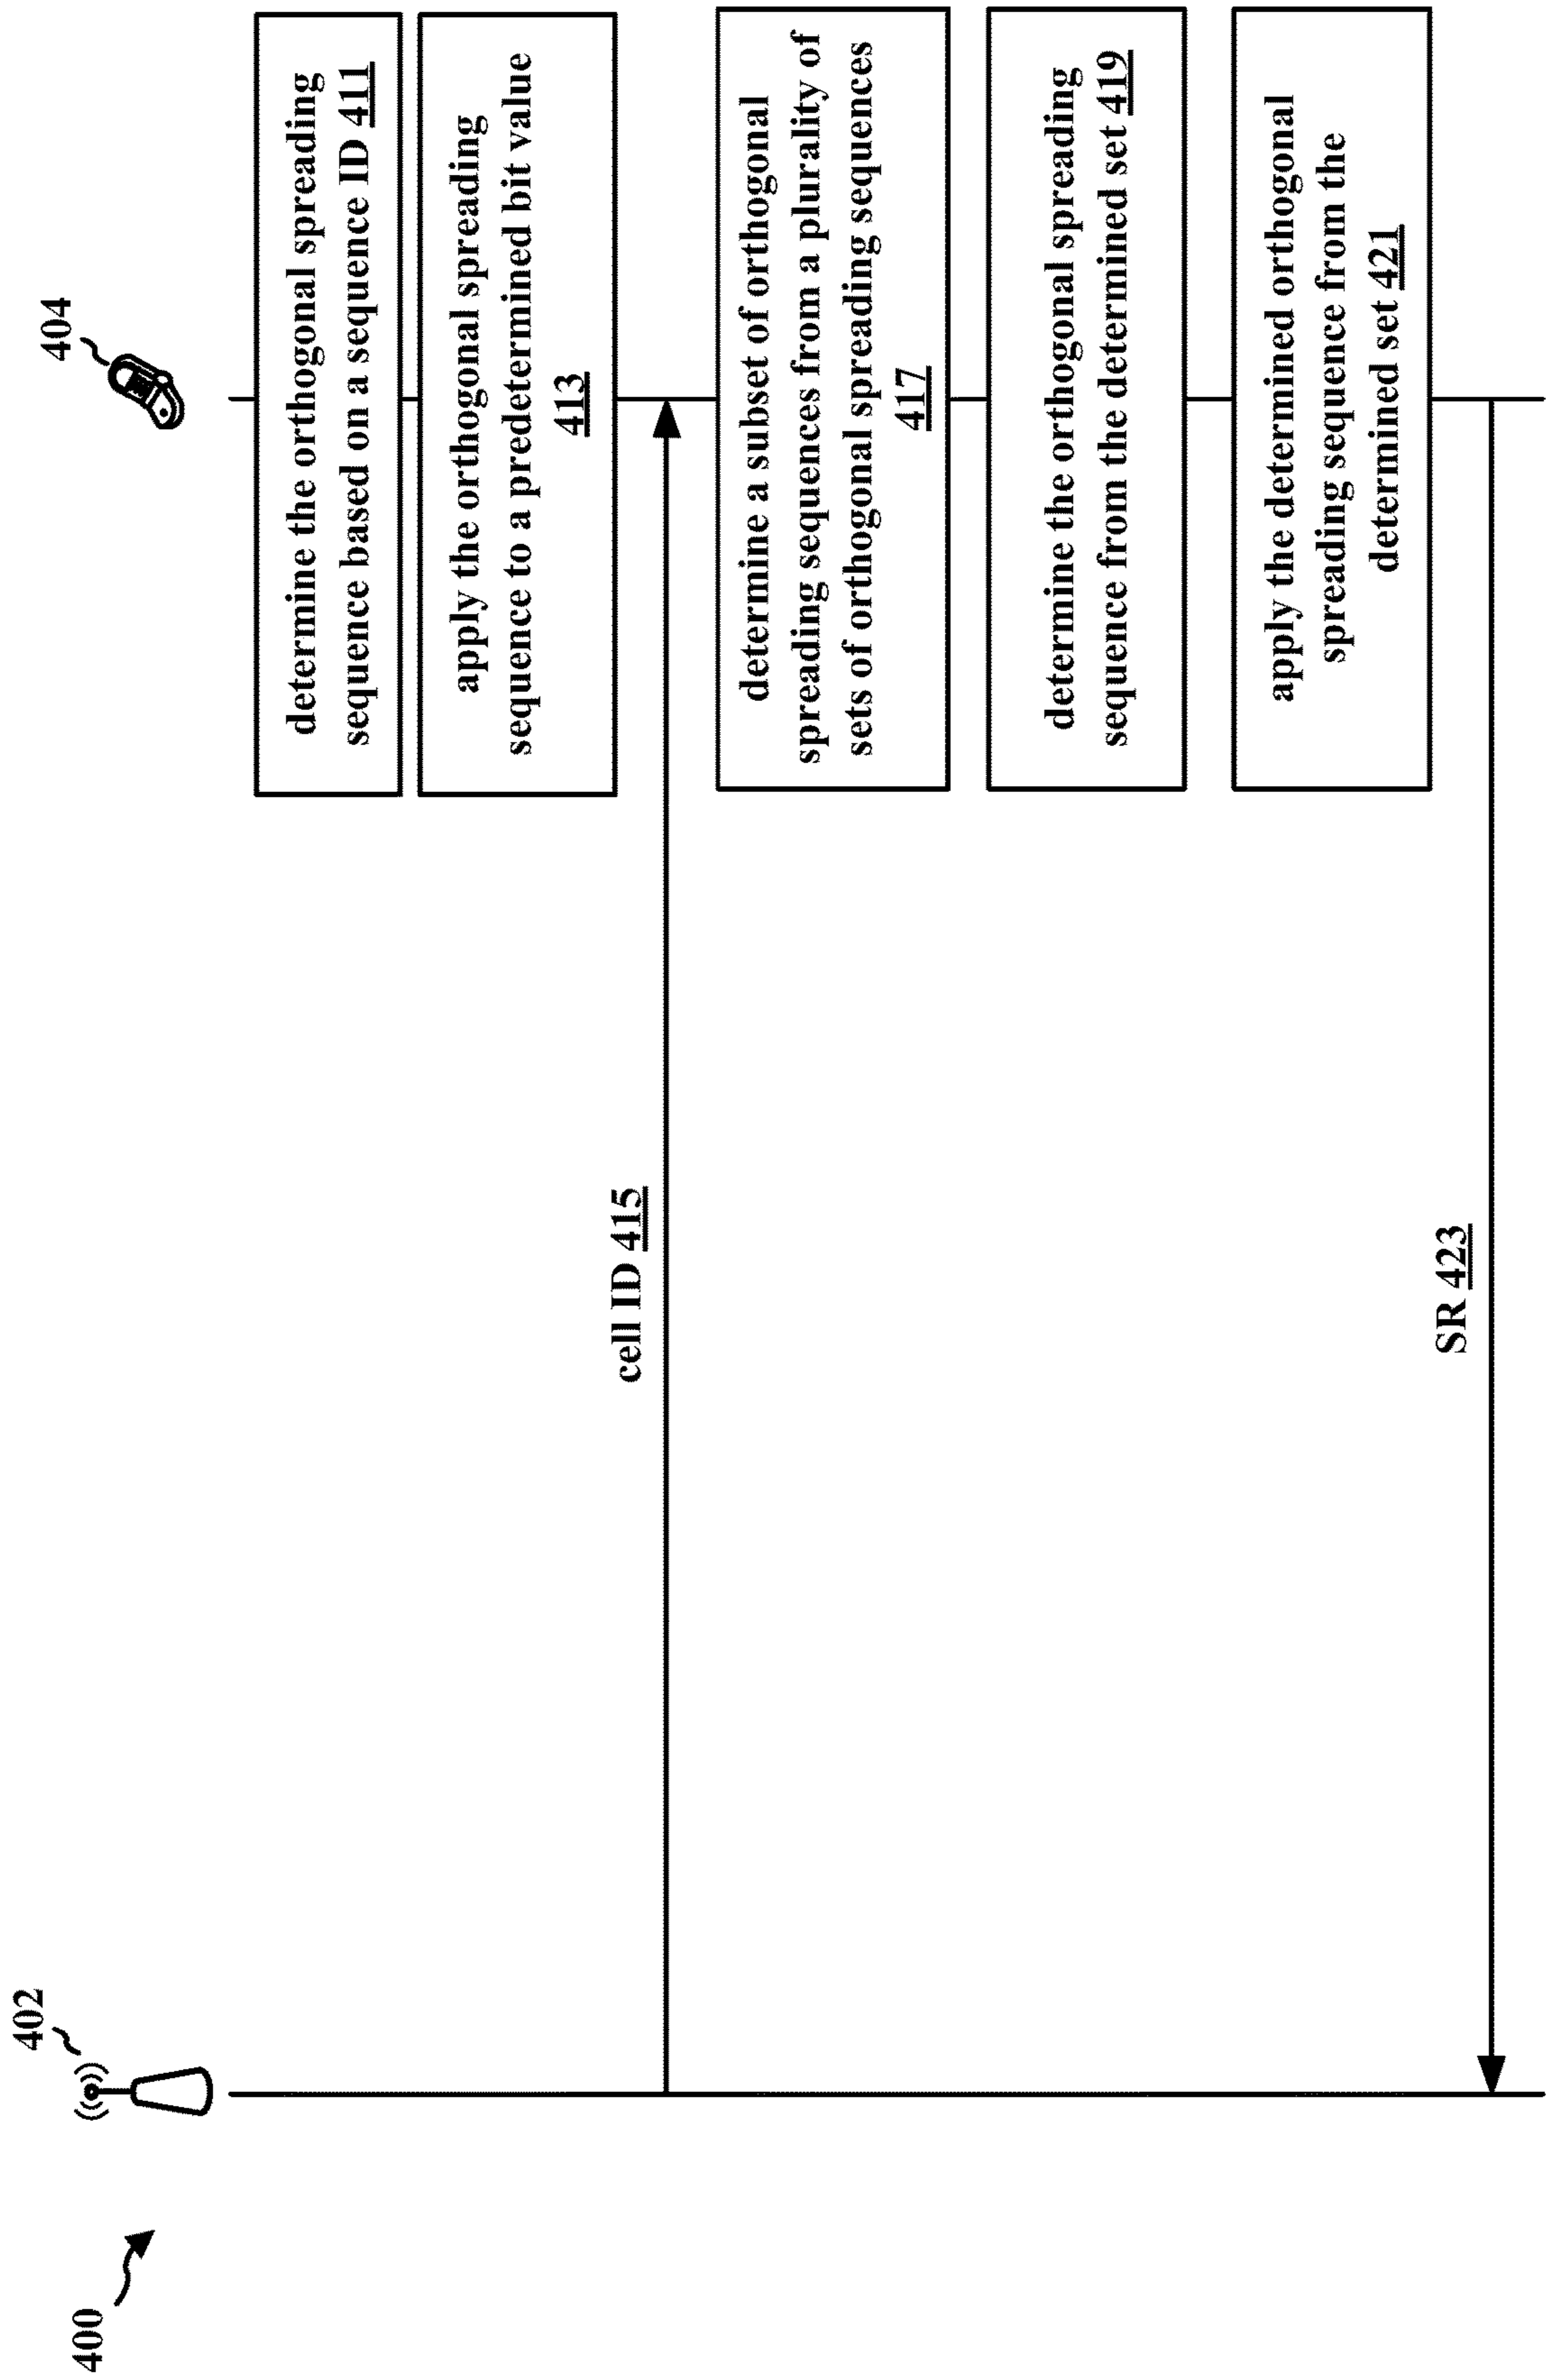 400
402
404
determine the orthogonal spreading
sequence based on a sequence ID 411
apply the orthogonal spreading
sequence to a predetermined bit value
413
cell ID 415
determine a subset of orthogonal
spreading sequences from a plurality of
sets of orthogonal spreading sequences
417
determine the orthogonal spreading
sequence from the determined set 419
apply the determined orthogonal
spreading sequence from the
determined set 421
SR 423